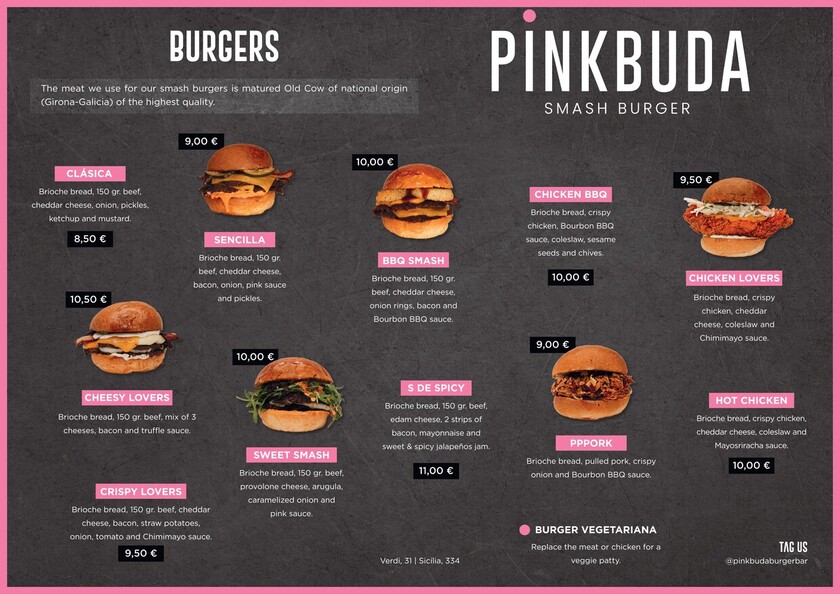 BURGERS
The meat we use for our smash burgers is matured Old Cow of national origin
(Girona-Galicia) of the highest quality.
PINKBUDA
SMASH BURGER
CLÁSICA
Brioche bread, 150 gr. beef,
cheddar cheese, onion, pickles,
ketchup and mustard.
8,50 €
9,00 €
SENCILLA
Brioche bread, 150 gr.
beef, cheddar cheese,
bacon, onion, pink sauce
and pickles.
10,00 €
BBQ SMASH
Brioche bread, 150 gr.
beef, cheddar cheese,
onion rings, bacon and
Bourbon BBQ sauce.
CHICKEN BBQ
Brioche bread, crispy
chicken, Bourbon BBQ
sauce, coleslaw, sesame
seeds and chives.
10,00 €
9,50 €
CHICKEN LOVERS
Brioche bread, crispy
chicken, cheddar
cheese, coleslaw and
Chimimayo sauce.
10,50 €
CHEESY LOVERS
Brioche bread, 150 gr. beef, mix of 3
cheeses, bacon and truffle sauce.
10,00 €
SWEET SMASH
Brioche bread, 150 gr. beef,
provolone cheese, arugula,
caramelized onion and
pink sauce.
S DE SPICY
Brioche bread, 150 gr. beef,
edam cheese, 2 strips of
bacon, mayonnaise and
sweet & spicy jalapeños jam.
11,00 €
9,00 €
PPPORK
Brioche bread, pulled pork, crispy
onion and Bourbon BBQ sauce.
HOT CHICKEN
Brioche bread, crispy chicken,
cheddar cheese, coleslaw and
Mayosriracha sauce.
10,00 €
CRISPY LOVERS
Brioche bread, 150 gr. beef, cheddar
cheese, bacon, straw potatoes,
onion, tomato and Chimimayo sauce.
9,50 €
BURGER VEGETARIANA
Replace the meat or chicken for a
veggie patty.
Verdi, 31 | Sicília, 334
TAG US
@pinkbudaburgerbar